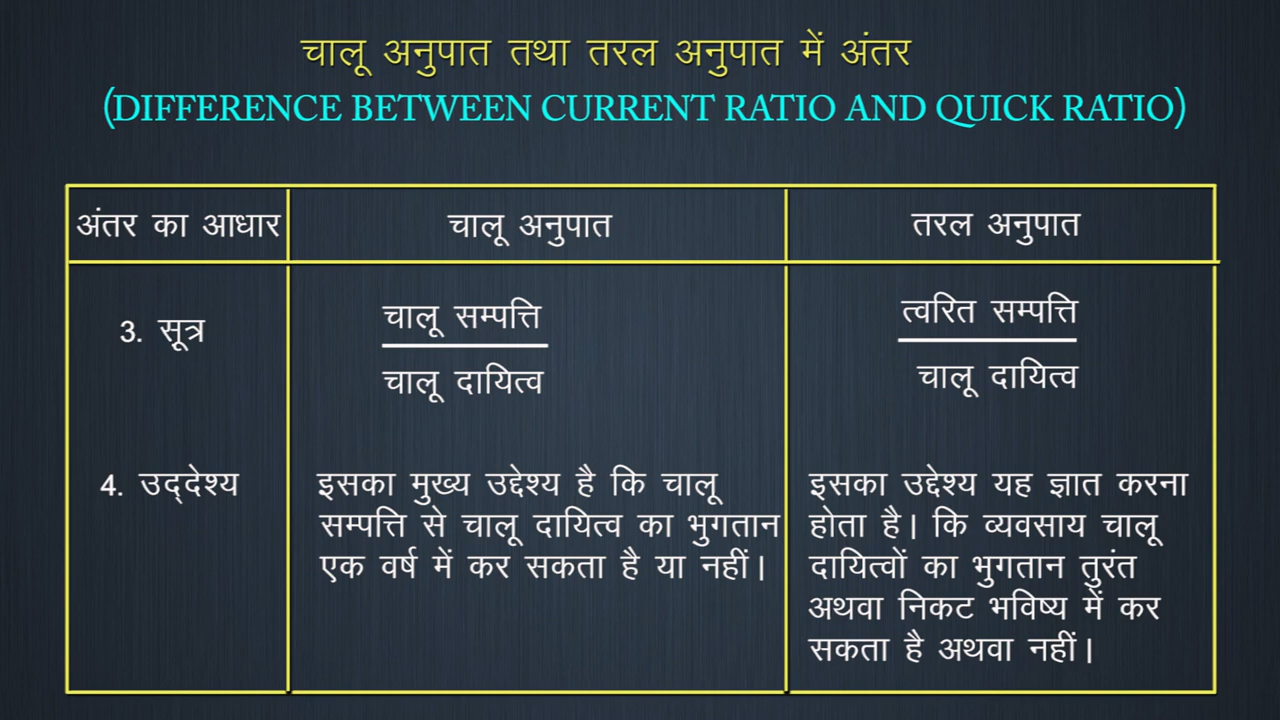 चालू अनुपात तथा तरल अनुपात में अंतर
(DIFFERENCE BETWEEN CURRENT RATIO AND QUICK RATIO)
अंतर का आधार
चालू अनुपात
तरल अनुपात
3. सूत्र
चालू सम्पत्ति
चालू दायित्व
त्वरित सम्पत्ति
चालू दायित्व
4. उद्‌देश्य
इसका मुख्य उद्देश्य है कि चालू
सम्पत्ति से चालू दायित्व का भुगतान
एक वर्ष में कर सकता है या नहीं।
इसका उद्देश्य यह ज्ञात करना
होता है। कि व्यवसाय चालू
दायित्वों का भुगतान तुरंत
अथवा निकट भविष्य में कर
सकता है अथवा नहीं।